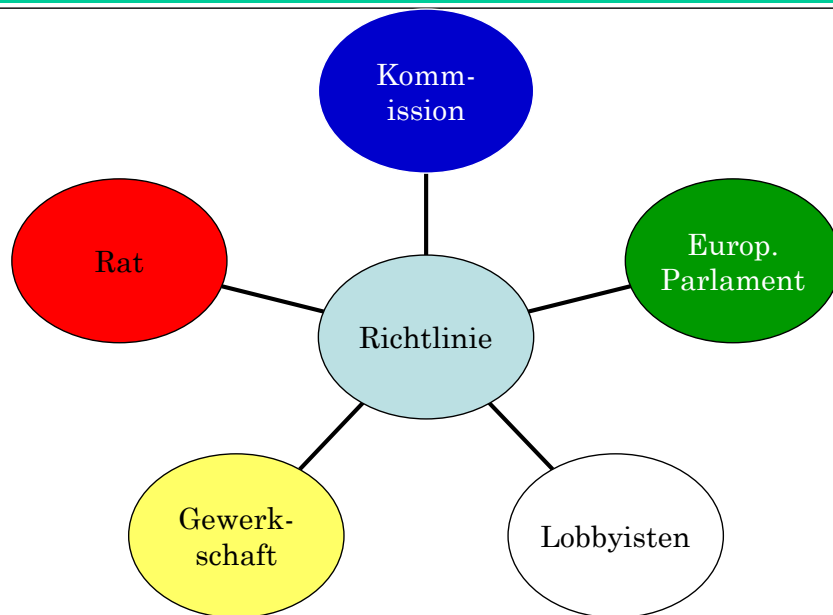 Komm-
ission
Rat
Europ.
Parlament
Richtlinie
Gewerk-
schaft
Lobbyisten